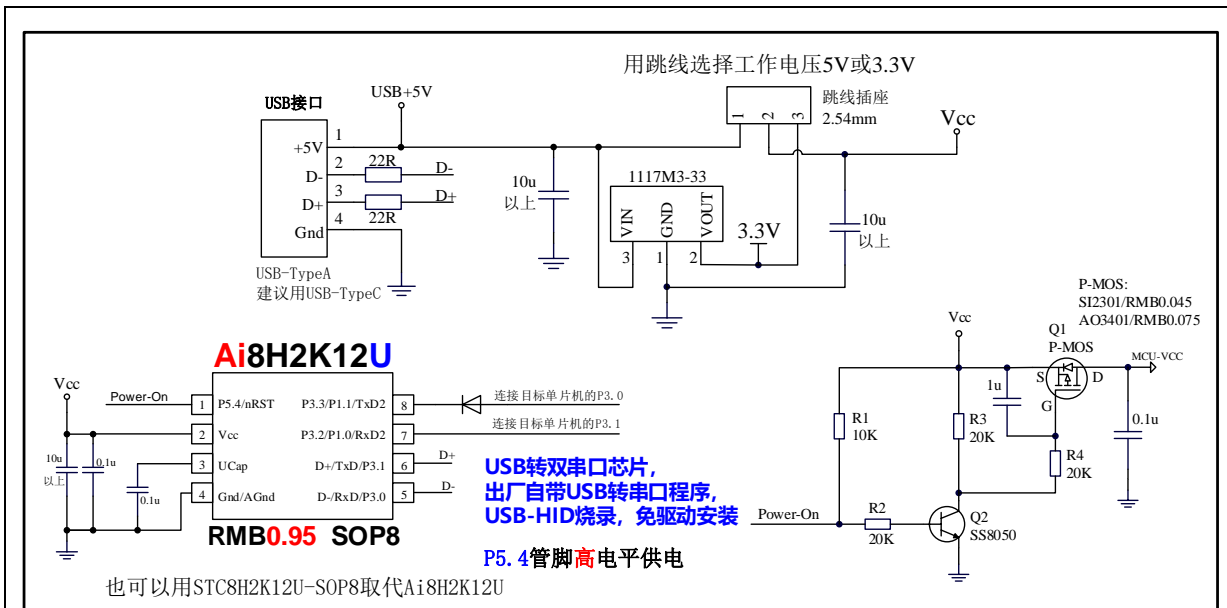 用跳线选择工作电压5V或3.3V
USB接口
USB+5V
跳线插座
2.54mm
1
2
3
Vcc
+5V
1
D-
2
22R
D-
D+
3
22R
D+
Gnd
4
USB-TypeA
建议用USB-TypeC
10u
以上
1117M3-33
VIN
GND
VOUT
3
1
2
3.3V
10u
以上
P-MOS:
SI2301/RMB0.045
AO3401/RMB0.075
Ai8H2K12U
Vcc
Power-On
1
P5.4/nRST
P3.3/P1.1/TxD2
8
连接目标单片机的P3.0
2
Vcc
P3.2/P1.0/RxD2
7
连接目标单片机的P3.1
3
UCap
D+/TxD/P3.1
6
D+
4
Gnd/AGnd
D-/RxD/P3.0
5
D-
10u
以上
0.1u
0.1u
RMB0.95 SOP8
USB转双串口芯片，
出厂自带USB转串口程序，
USB-HID烧录，免驱动安装
P5.4管脚高电平供电
也可以用STC8H2K12U-SOP8取代Ai8H2K12U
Vcc
Q1
P-MOS
S
D
G
MCU-VCC
1u
R1
10K
R3
20K
R4
20K
0.1u
Power-On
R2
20K
Q2
SS8050